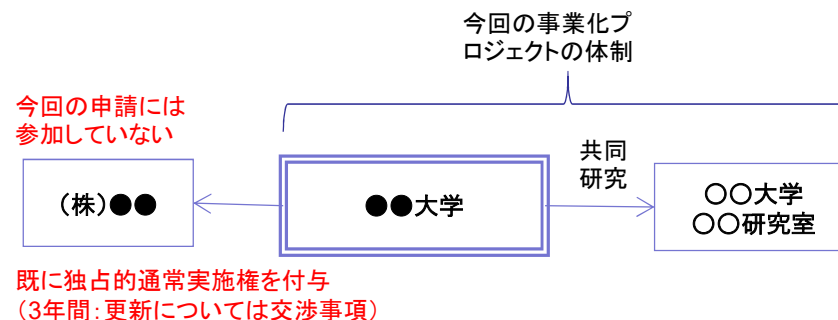 今回の事業化プ
ロジェクトの体制
今回の申請には
参加していない
共同
研究
(株)●●
●●大学
〇〇大学
〇〇研究室
既に独占的通常実施権を付与
(3年間:更新については交渉事項)